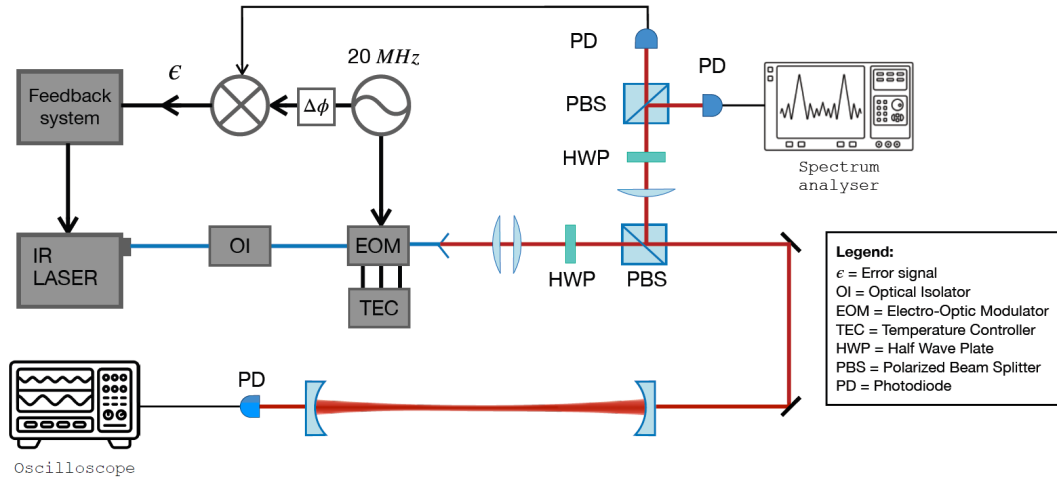 20 MHz
PD
PD
ϵ
Feedback
system
Δϕ
PBS
HWP
Spectrum
analyser
IR
LASER
OI
EOM
HWP
PBS
TEC
Legend:
ϵ = Error signal
OI = Optical Isolator
EOM = Electro-Optic Modulator
TEC = Temperature Controller
HWP = Half Wave Plate
PBS = Polarized Beam Splitter
PD = Photodiode
PD
Oscilloscope